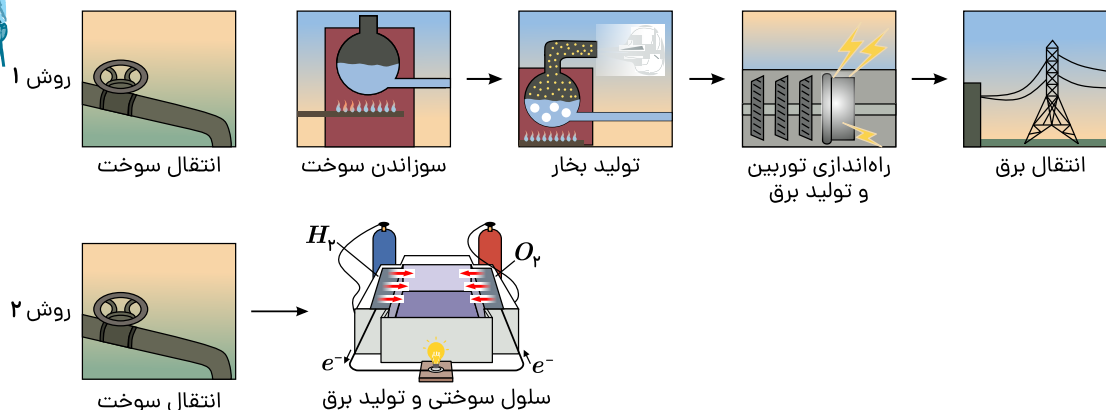 روش ۱
انتقال سوخت
سوزاندن سوخت
تولید بخار
راه‌اندازی توربین
و تولید برق
انتقال برق
روش ۲
انتقال سوخت
H۲
O۲
e−
e−
سلول سوختی و تولید برق